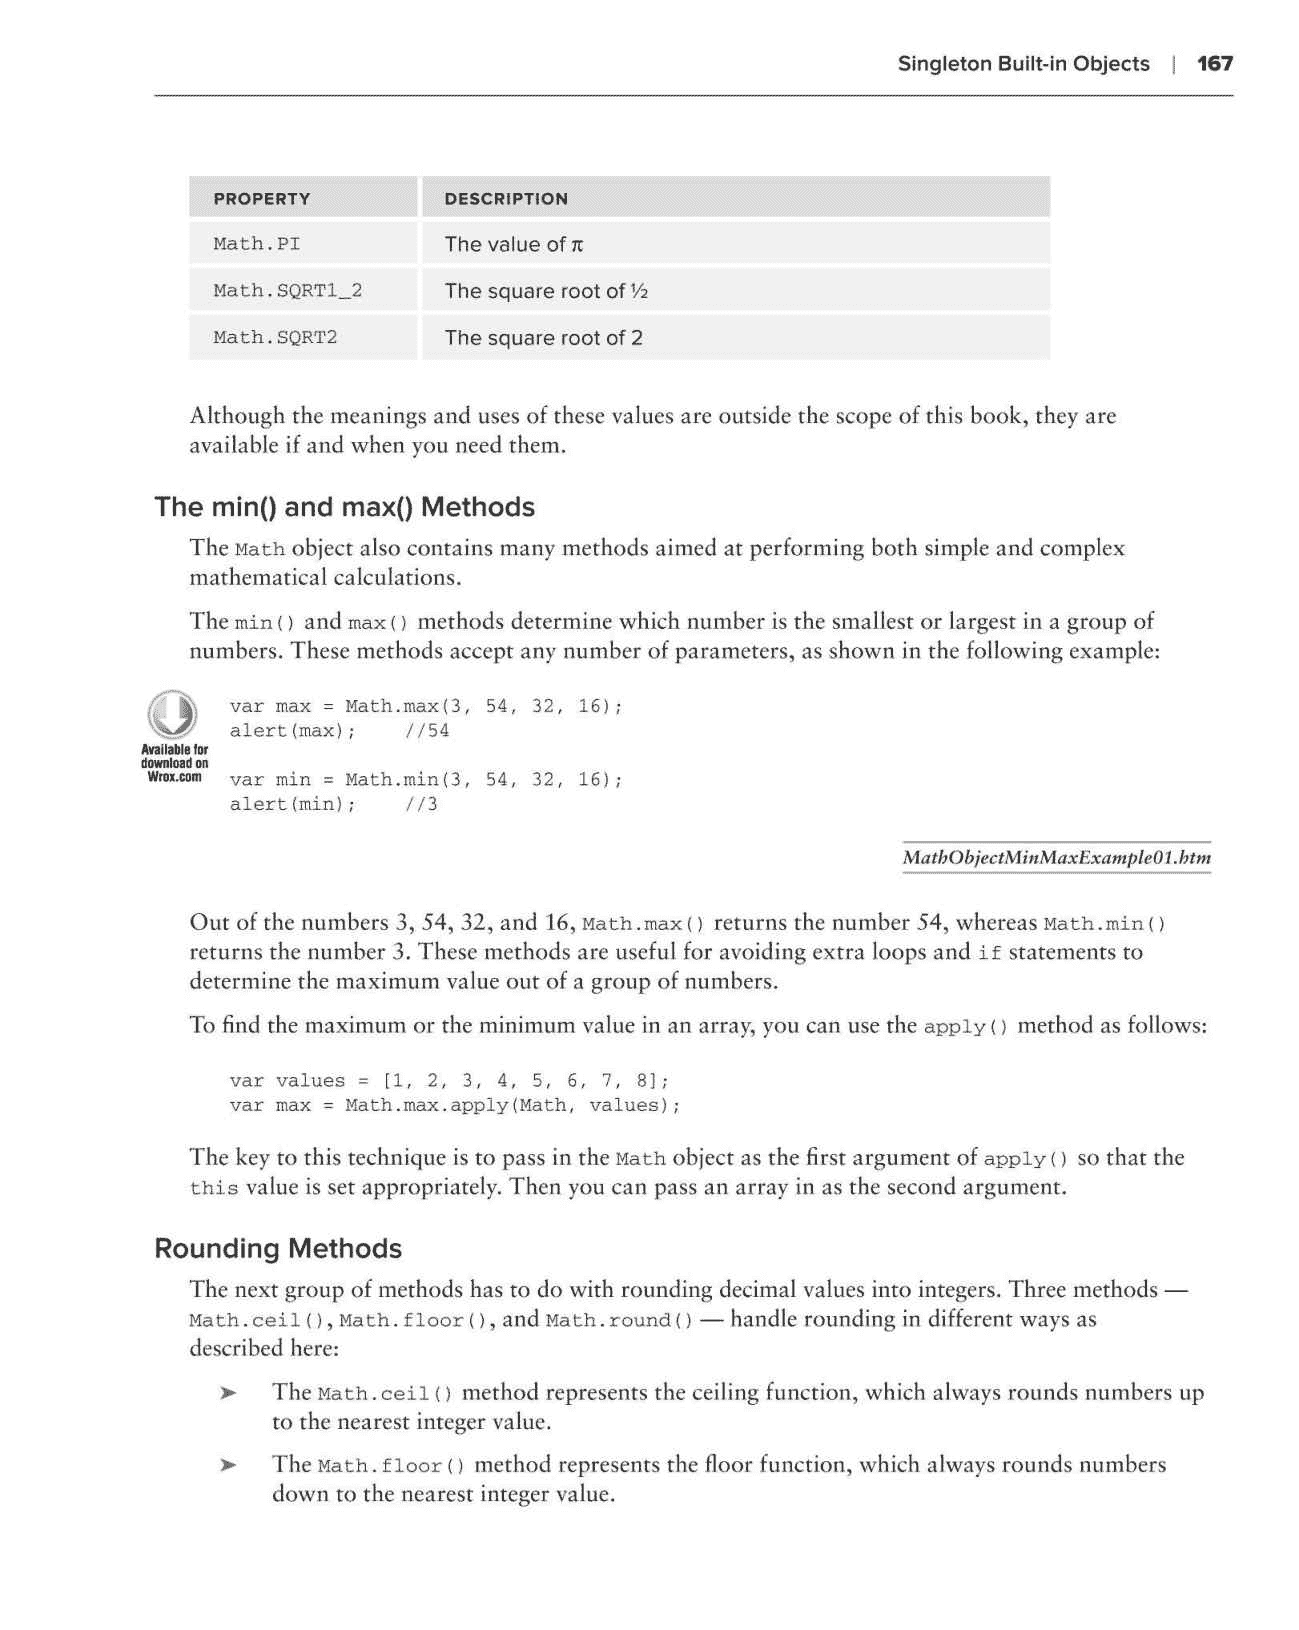 Singleton Built-in Objects | 167
PROPERTY DESCRIPTION
Math.PI The value of π
Math.SQRT1_2 The square root of ½
Math.SQRT2 The square root of 2
Although the meanings and uses of these values are outside the scope of this book, they are
available if and when you need them.
The min() and max() Methods
The Math object also contains many methods aimed at performing both simple and complex
mathematical calculations.
The min() and max() methods determine which number is the smallest or largest in a group of
numbers. These methods accept any number of parameters, as shown in the following example:
var max = Math.max(3, 54, 32, 16);
alert(max);    //54
Available for
download on
Wrox.com
var min = Math.min(3, 54, 32, 16);
alert(min);    //3
MathObjectMinMaxExample01.htm
Out of the numbers 3, 54, 32, and 16, Math.max() returns the number 54, whereas Math.min()
returns the number 3. These methods are useful for avoiding extra loops and if statements to
determine the maximum value out of a group of numbers.
To find the maximum or the minimum value in an array, you can use the apply() method as follows:
var values = [1, 2, 3, 4, 5, 6, 7, 8];
var max = Math.max.apply(Math, values);
The key to this technique is to pass in the Math object as the first argument of apply() so that the
this value is set appropriately. Then you can pass an array in as the second argument.
Rounding Methods
The next group of methods has to do with rounding decimal values into integers. Three methods —
Math.ceil(), Math.floor(), and Math.round() — handle rounding in different ways as
described here:
➤ The Math.ceil() method represents the ceiling function, which always rounds numbers up
to the nearest integer value.
➤ The Math.floor() method represents the floor function, which always rounds numbers
down to the nearest integer value.